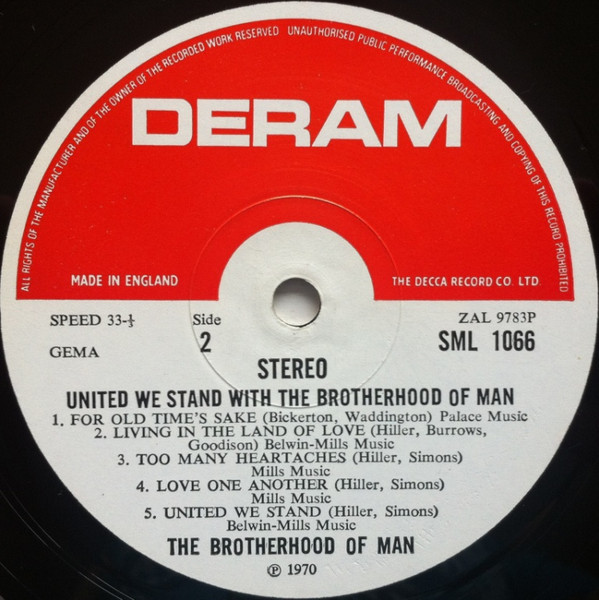 ALL RIGHTS OF THE MANUFACTURER AND OF THE OWNER OF THE RECORDED WORK RESERVED   UNAUTHORISED PUBLIC PERFORMANCE BROADCASTING AND COPYING OF THIS RECORD PROHIBITED
DERAM
MADE IN ENGLAND   THE DECCA RECORD CO. LTD.
SPEED 33-⅓   Side   ZAL 9783P
2   SML 1066
GEMA
STEREO
UNITED WE STAND WITH THE BROTHERHOOD OF MAN
1. FOR OLD TIME'S SAKE (Bickerton, Waddington) Palace Music
2. LIVING IN THE LAND OF LOVE (Hiller, Burrows,
Goodison) Belwin-Mills Music
3. TOO MANY HEARTACHES (Hiller, Simons)
Mills Music
4. LOVE ONE ANOTHER (Hiller, Simons)
Mills Music
5. UNITED WE STAND (Hiller, Simons)
Belwin-Mills Music
THE BROTHERHOOD OF MAN
℗ 1970